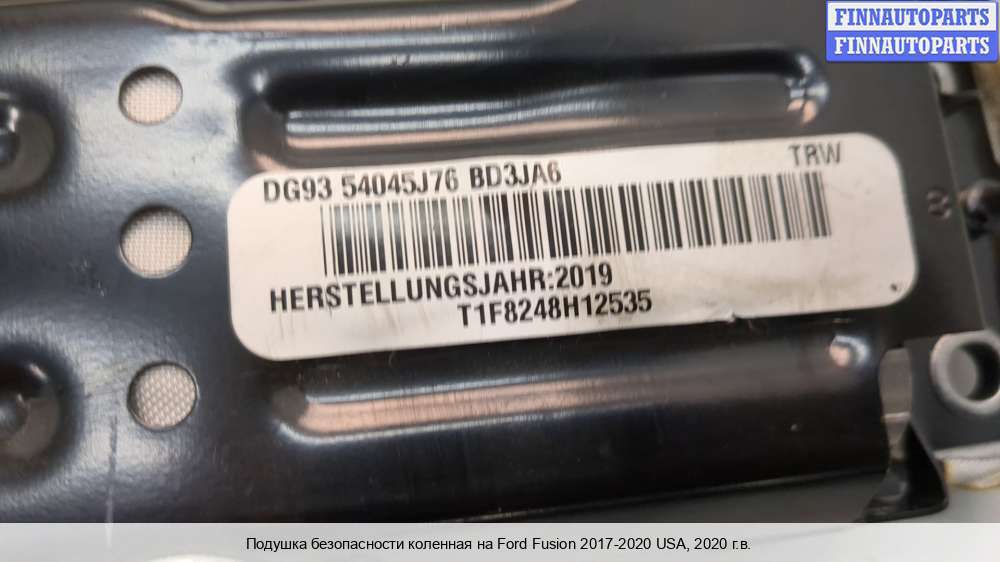 FINNAUTOPARTS
FINNAUTOPARTS
TRW
DG93 54045J76 BD3JA6
HERSTELLUNGSJAHR:2019
T1F8248H12535
8
Подушка безопасности коленная на Ford Fusion 2017-2020 USA, 2020 г.в.